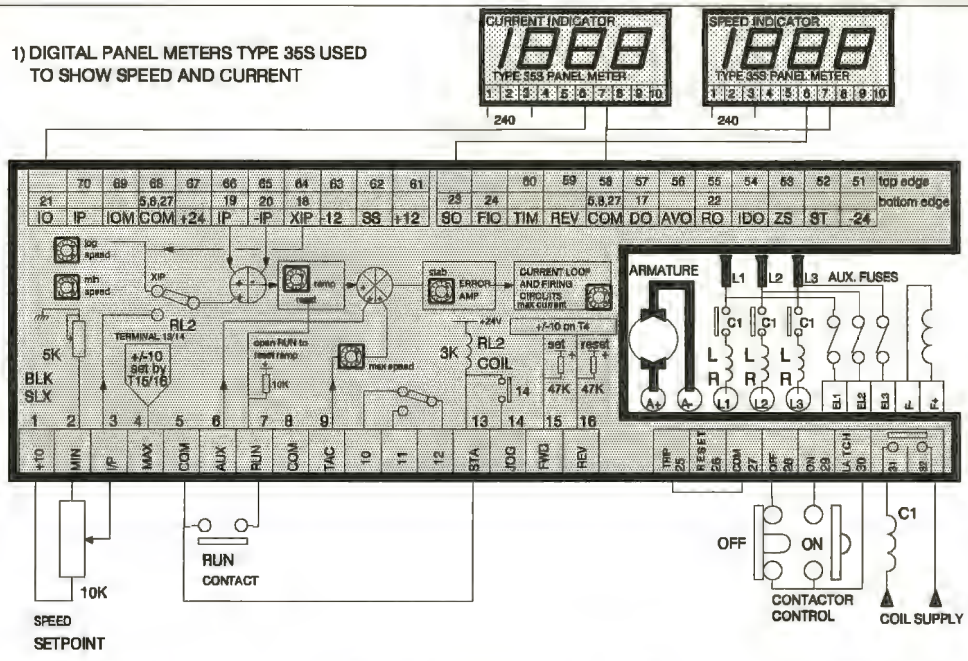 1) DIGITAL PANEL METERS TYPE 35S USED
TO SHOW SPEED AND CURRENT
CURRENT INDICATOR
1888
TYPE 35S PANEL METER
1 2 3 4 5 6 7 8 9 10
240
SPEED INDICATOR
1888
TYPE 35S PANEL METER
1 2 3 4 5 6 7 8 9 10
240
70 69 68 67 66 65 64 63 62 61 60 59 58 57 56 55 54 53 52 51 top edge
21 5,8,27 19 20 18 23 24 5,8,27 17 22 bottom edge
IO IP IOM COM +24 IP -IP XIP -12 SS +12 SO FIO TIM REV COM DO AVO RO IDO ZS ST -24
jog
speed
min
speed
XIP
RL2
TERMINAL 13/14
+/-10
set by
T15/16
5K
BLK
SLX
ramp
reset
open RUN to
reset ramp
10K
max speed
stab
ERROR
AMP
CURRENT LOOP
AND FIRING
CIRCUITS
max current
+24V
3K
RL2
COIL
14
+/-10 on T4
set
reset
47K
47K
ARMATURE
L1 L2 L3 AUX. FUSES
C1 C1 C1
L L L
R R R
A+ A- L1 L2 L3 EL1 EL2 EL3 F- F+
1 2 3 4 5 6 7 8 9 10 11 12 13 14 15 16
+10 MIN I/P MAX COM AUX RUN COM TAC STA JOG FWD REV
TRP 25
RESET 26
COM 27
OFF 28
ON 29
LATCH 30
31
32
10K
SPEED
SETPOINT
RUN
CONTACT
OFF
ON
CONTACTOR
CONTROL
C1
COIL SUPPLY